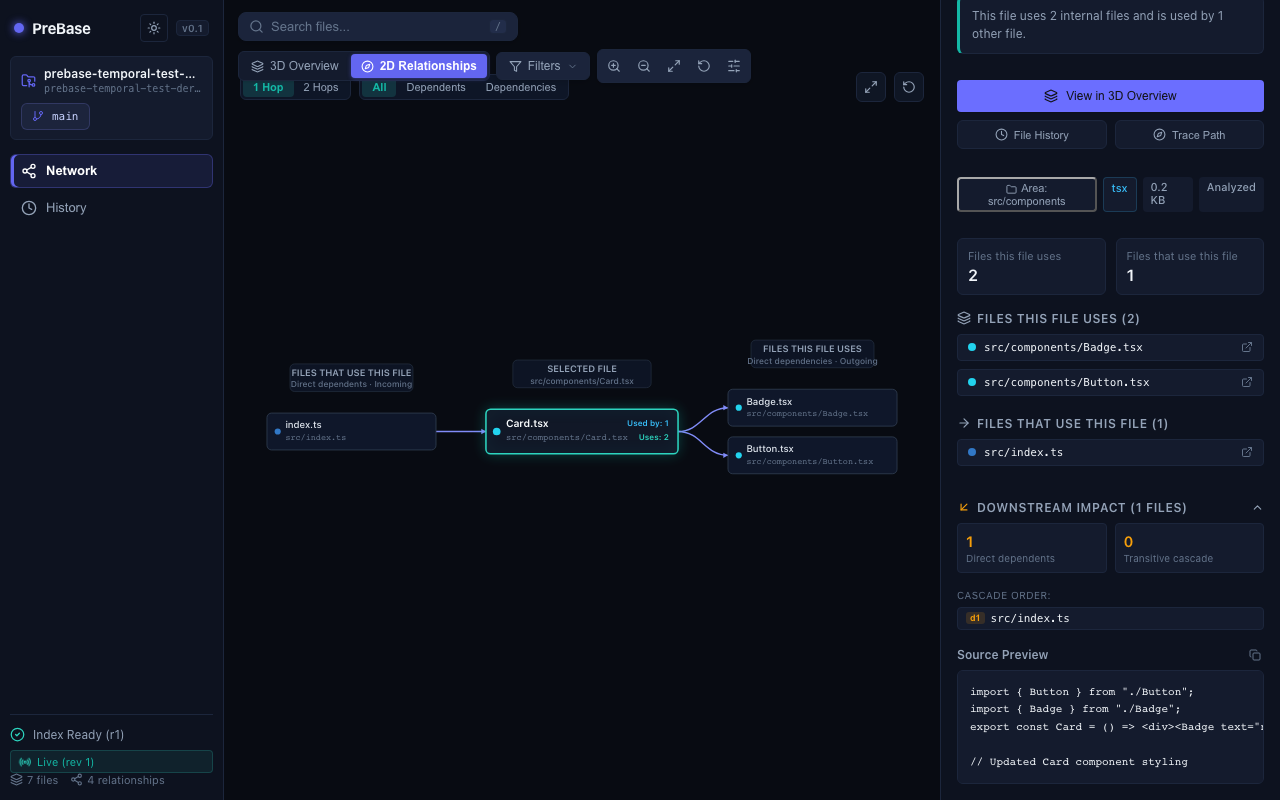 PreBase
v0.1
prebase-temporal-test-...
prebase-temporal-test-der...
main
Network
History
Index Ready (r1)
Live (rev 1)
7 files
4 relationships
Search files...
/
3D Overview
2D Relationships
Filters
1 Hop
2 Hops
All
Dependents
Dependencies
FILES THAT USE THIS FILE
Direct dependents · Incoming
index.ts
src/index.ts
SELECTED FILE
src/components/Card.tsx
Card.tsx
Used by: 1
src/components/Card.tsx
Uses: 2
FILES THIS FILE USES
Direct dependencies · Outgoing
Badge.tsx
src/components/Badge.tsx
Button.tsx
src/components/Button.tsx
This file uses 2 internal files and is used by 1
other file.
View in 3D Overview
File History
Trace Path
Area:
src/components
tsx
0.2
KB
Analyzed
Files this file uses
2
Files that use this file
1
FILES THIS FILE USES (2)
src/components/Badge.tsx
src/components/Button.tsx
FILES THAT USE THIS FILE (1)
src/index.ts
DOWNSTREAM IMPACT (1 FILES)
1
Direct dependents
0
Transitive cascade
CASCADE ORDER:
d1
src/index.ts
Source Preview
import { Button } from "./Button";
import { Badge } from "./Badge";
export const Card = () => <div><Badge text="
// Updated Card component styling